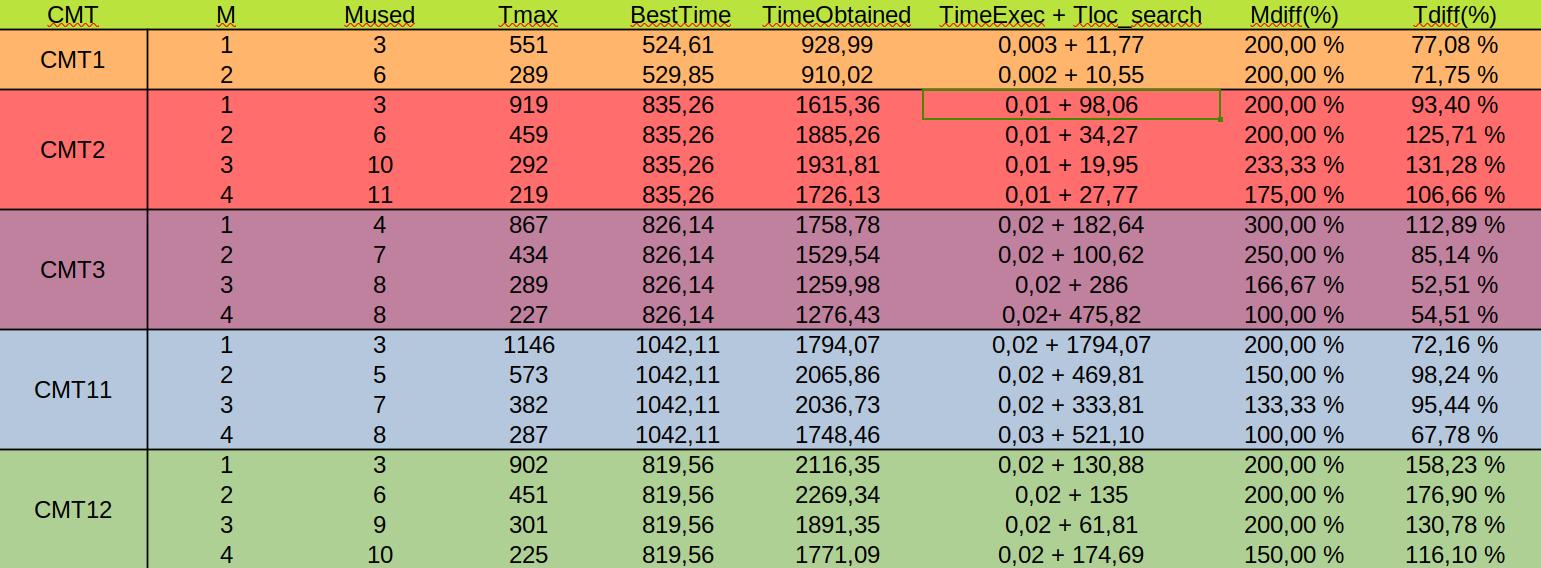 CMT M Mused Tmax BestTime TimeObtained TimeExec + Tloc_search Mdiff(%) Tdiff(%)
CMT1
1 3 551 524,61 928,99 0,003 + 11,77 200,00 % 77,08 %
2 6 289 529,85 910,02 0,002 + 10,55 200,00 % 71,75 %
CMT2
1 3 919 835,26 1615,36 0,01 + 98,06 200,00 % 93,40 %
2 6 459 835,26 1885,26 0,01 + 34,27 200,00 % 125,71 %
3 10 292 835,26 1931,81 0,01 + 19,95 233,33 % 131,28 %
4 11 219 835,26 1726,13 0,01 + 27,77 175,00 % 106,66 %
CMT3
1 4 867 826,14 1758,78 0,02 + 182,64 300,00 % 112,89 %
2 7 434 826,14 1529,54 0,02 + 100,62 250,00 % 85,14 %
3 8 289 826,14 1259,98 0,02 + 286 166,67 % 52,51 %
4 8 227 826,14 1276,43 0,02+ 475,82 100,00 % 54,51 %
CMT11
1 3 1146 1042,11 1794,07 0,02 + 1794,07 200,00 % 72,16 %
2 5 573 1042,11 2065,86 0,02 + 469,81 150,00 % 98,24 %
3 7 382 1042,11 2036,73 0,02 + 333,81 133,33 % 95,44 %
4 8 287 1042,11 1748,46 0,03 + 521,10 100,00 % 67,78 %
CMT12
1 3 902 819,56 2116,35 0,02 + 130,88 200,00 % 158,23 %
2 6 451 819,56 2269,34 0,02 + 135 200,00 % 176,90 %
3 9 301 819,56 1891,35 0,02 + 61,81 200,00 % 130,78 %
4 10 225 819,56 1771,09 0,02 + 174,69 150,00 % 116,10 %